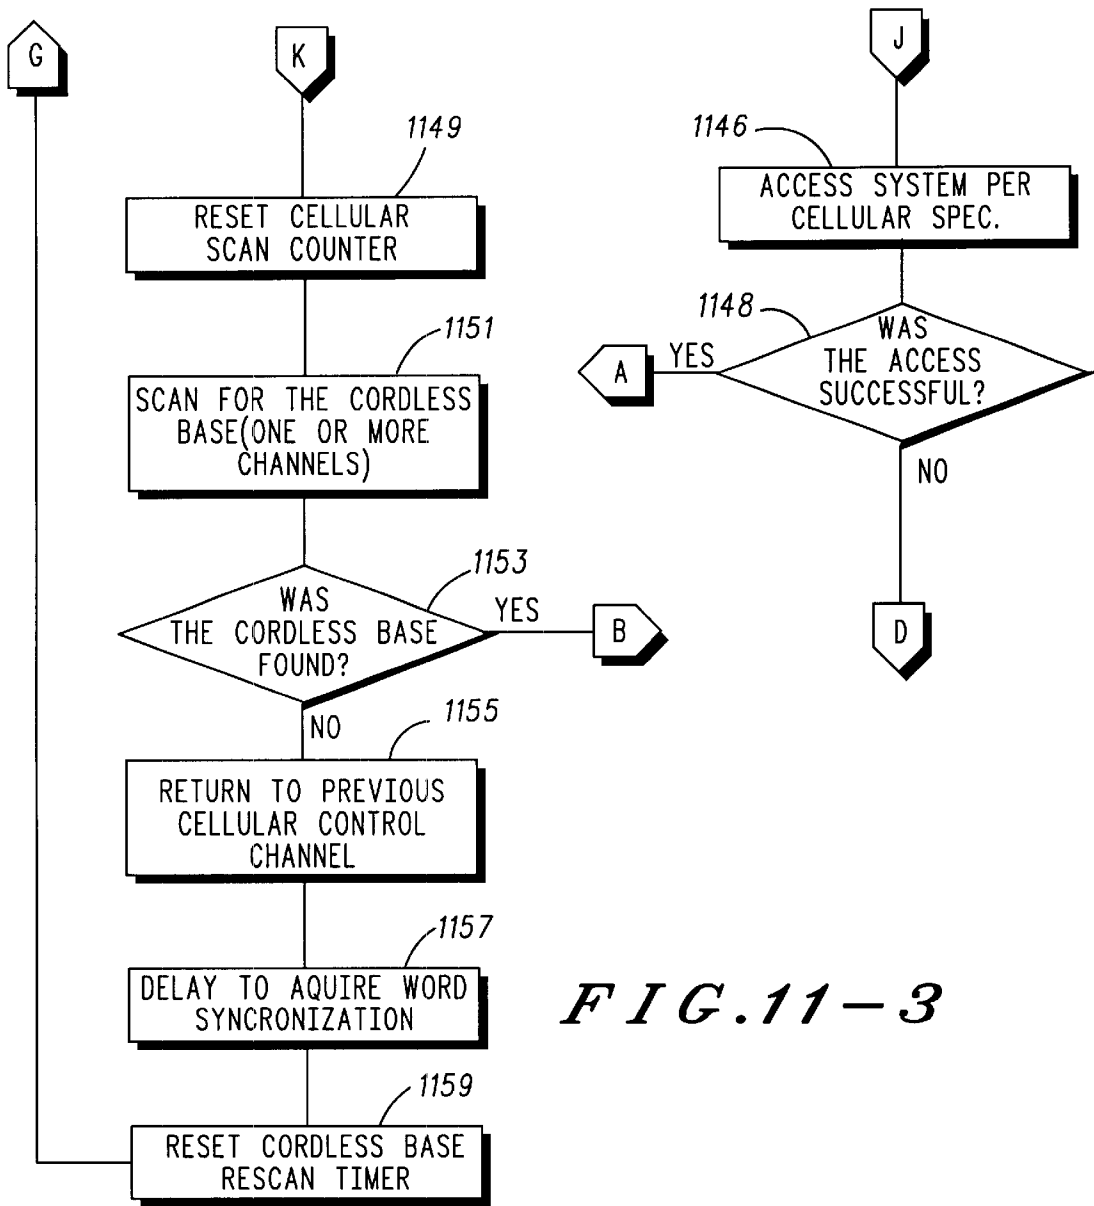 G
K
1149
RESET CELLULAR
SCAN COUNTER
1151
SCAN FOR THE CORDLESS
BASE(ONE OR MORE
CHANNELS)
1153
WAS
THE CORDLESS BASE
FOUND?
YES
B
NO
1155
RETURN TO PREVIOUS
CELLULAR CONTROL
CHANNEL
1157
DELAY TO AQUIRE WORD
SYNCRONIZATION
1159
RESET CORDLESS BASE
RESCAN TIMER
J
1146
ACCESS SYSTEM PER
CELLULAR SPEC.
1148
WAS
THE ACCESS
SUCCESSFUL?
YES
A
NO
D
FIG.11-3